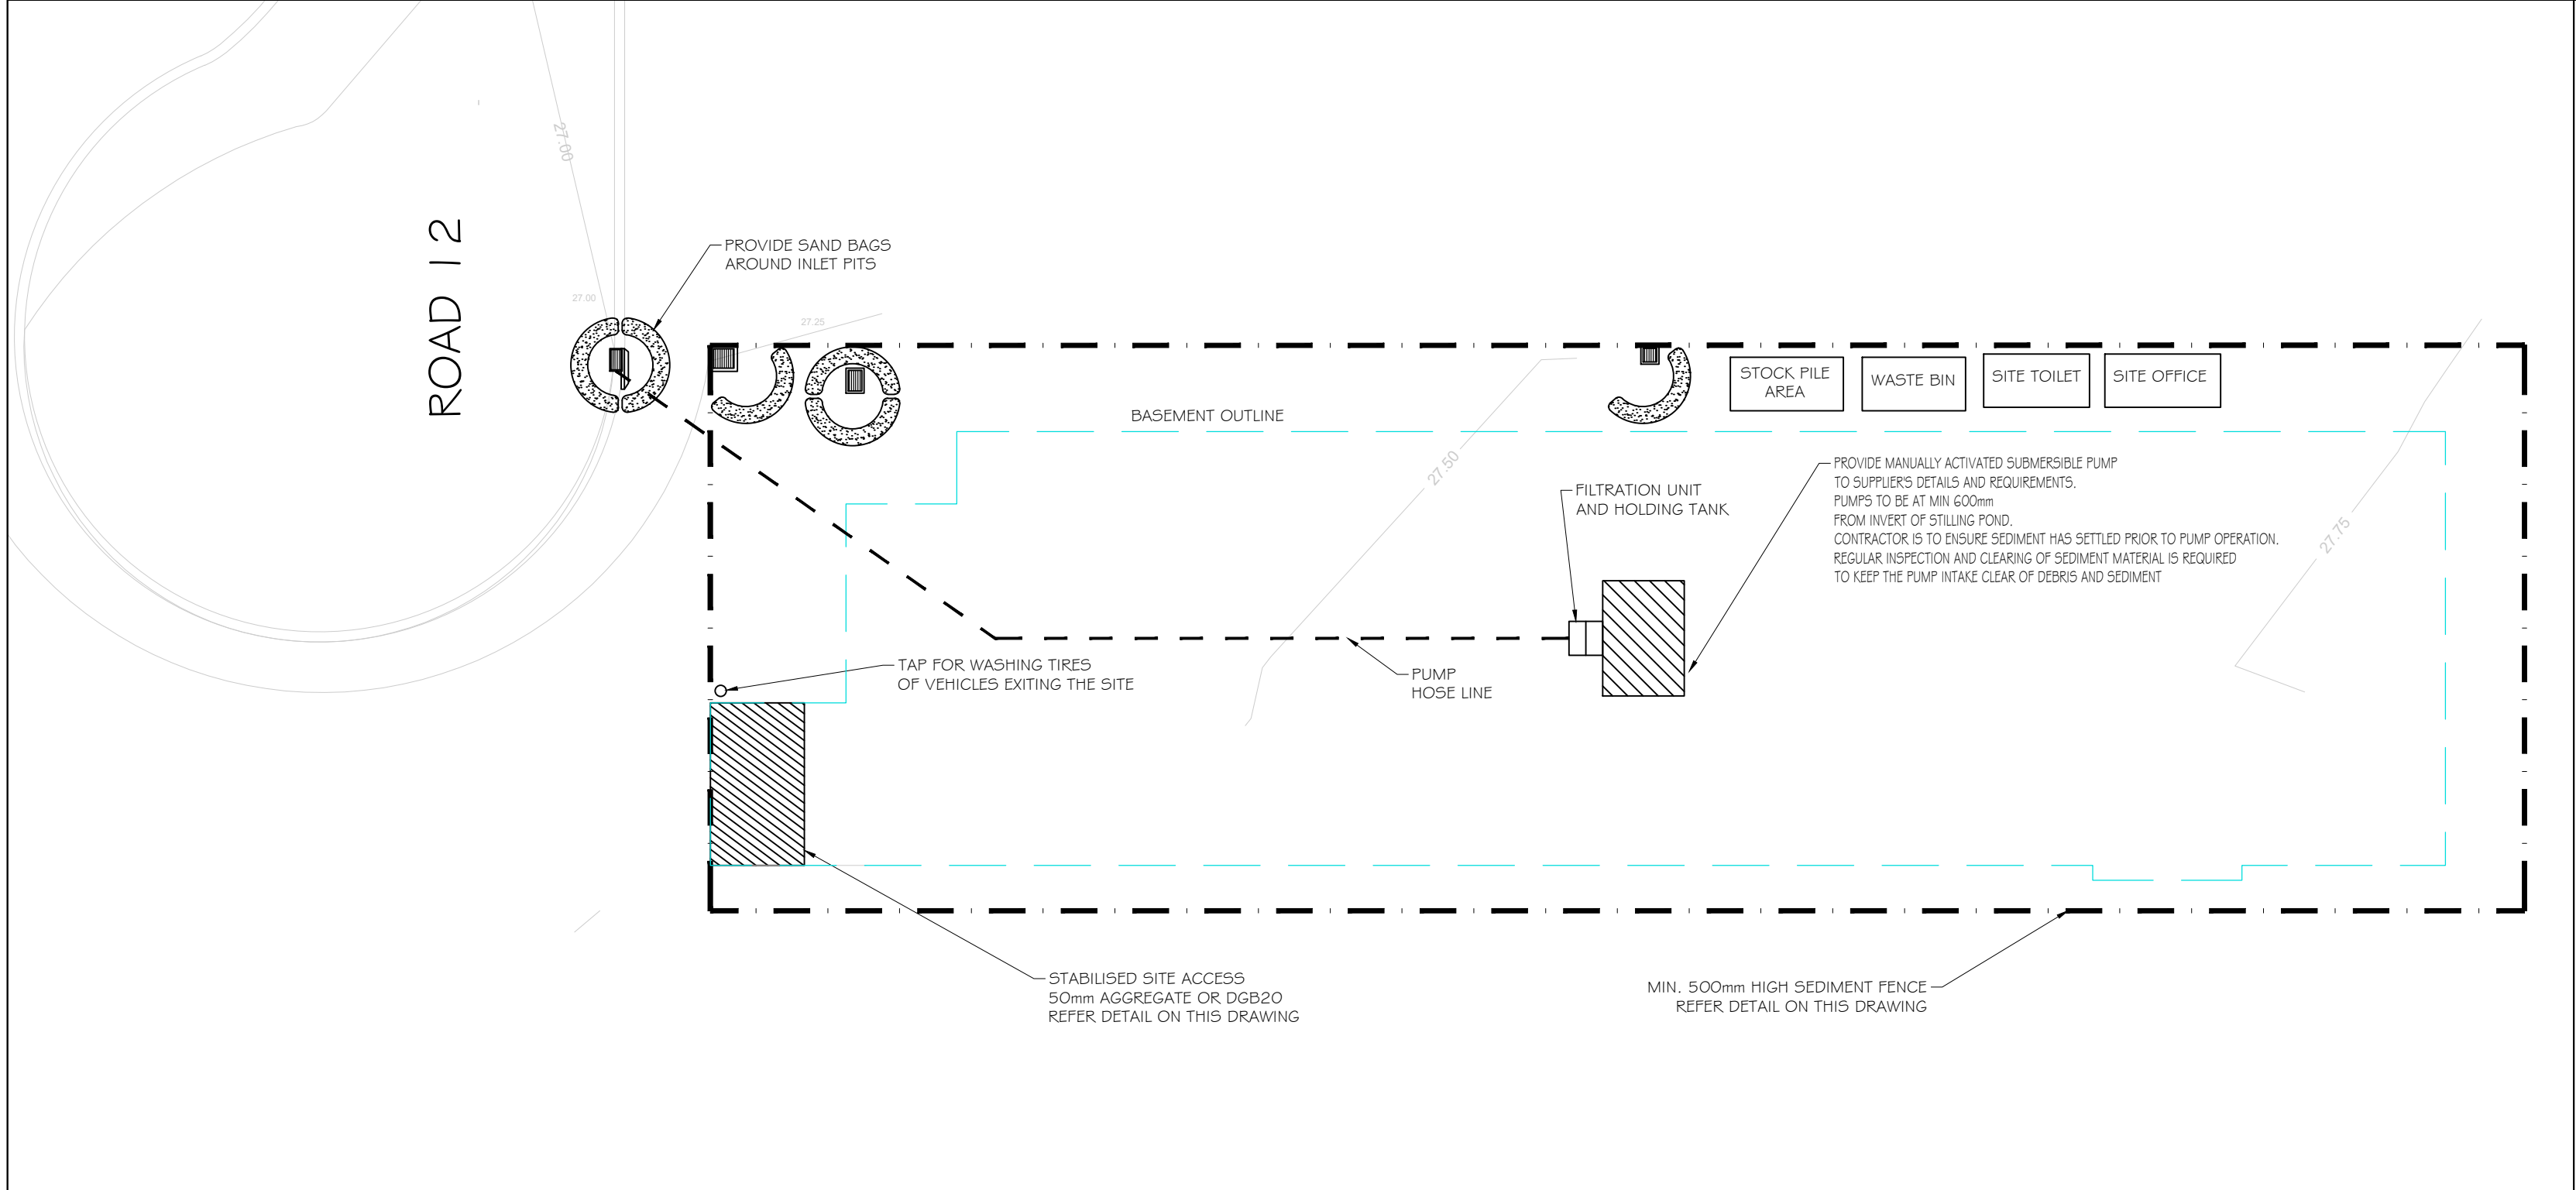 27.00
ROAD 12
PROVIDE SAND BAGS
AROUND INLET PITS
27.00
27.25
STOCK PILE
AREA
WASTE BIN
SITE TOILET
SITE OFFICE
BASEMENT OUTLINE
27.50
PROVIDE MANUALLY ACTIVATED SUBMERSIBLE PUMP
TO SUPPLIER'S DETAILS AND REQUIREMENTS.
PUMPS TO BE AT MIN 600mm
FROM INVERT OF STILLING POND.
CONTRACTOR IS TO ENSURE SEDIMENT HAS SETTLED PRIOR TO PUMP OPERATION.
REGULAR INSPECTION AND CLEARING OF SEDIMENT MATERIAL IS REQUIRED
TO KEEP THE PUMP INTAKE CLEAR OF DEBRIS AND SEDIMENT
FILTRATION UNIT
AND HOLDING TANK
27.75
TAP FOR WASHING TIRES
OF VEHICLES EXITING THE SITE
PUMP
HOSE LINE
STABILISED SITE ACCESS
50mm AGGREGATE OR DGB20
REFER DETAIL ON THIS DRAWING
MIN. 500mm HIGH SEDIMENT FENCE
REFER DETAIL ON THIS DRAWING